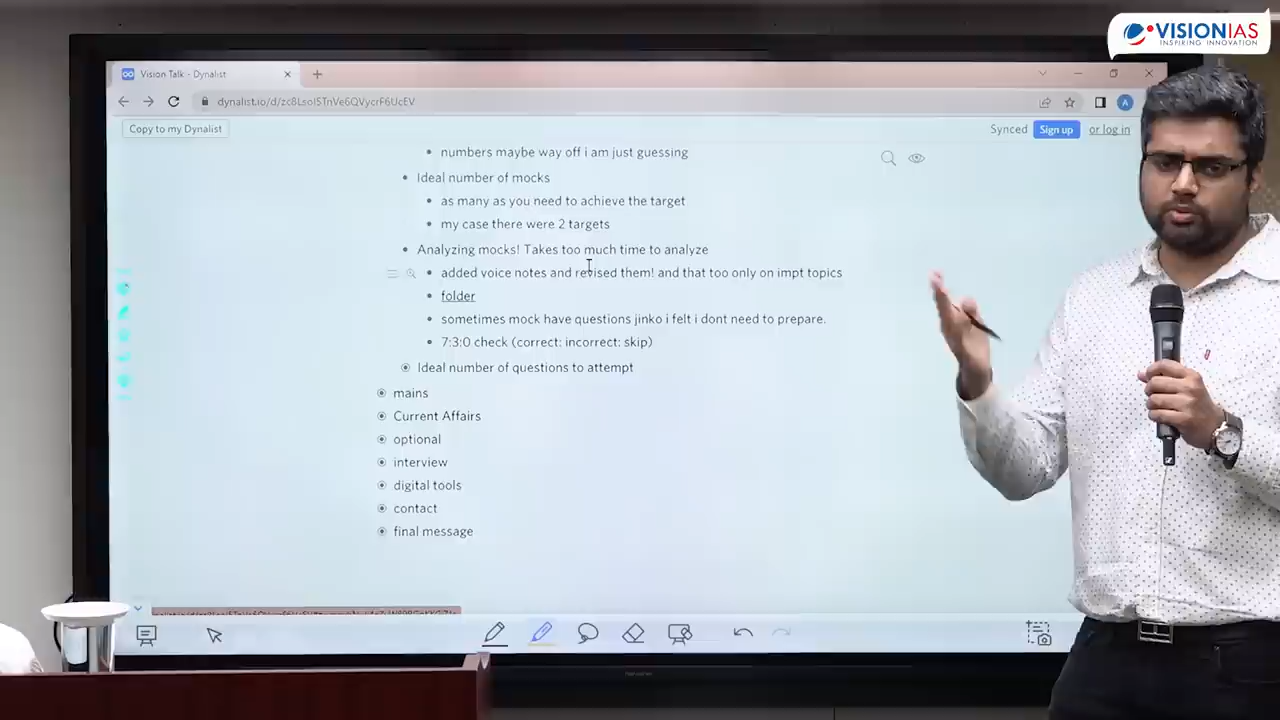 VISIONIAS
INSPIRING INNOVATION
Vision Talk - Dynalist
dynalist.io/d/zc8LsoI5TnVe6QVycrF6UcEV
A
Copy to my Dynalist
Synced
Sign up
or log in
numbers maybe way off i am just guessing
Ideal number of mocks
as many as you need to achieve the target
my case there were 2 targets
Analyzing mocks! Takes too much time to analyze
added voice notes and revised them! and that too only on impt topics
folder
sometimes mock have questions jinko i felt i dont need to prepare.
7:3:0 check (correct: incorrect: skip)
Ideal number of questions to attempt
mains
Current Affairs
optional
interview
digital tools
contact
final message